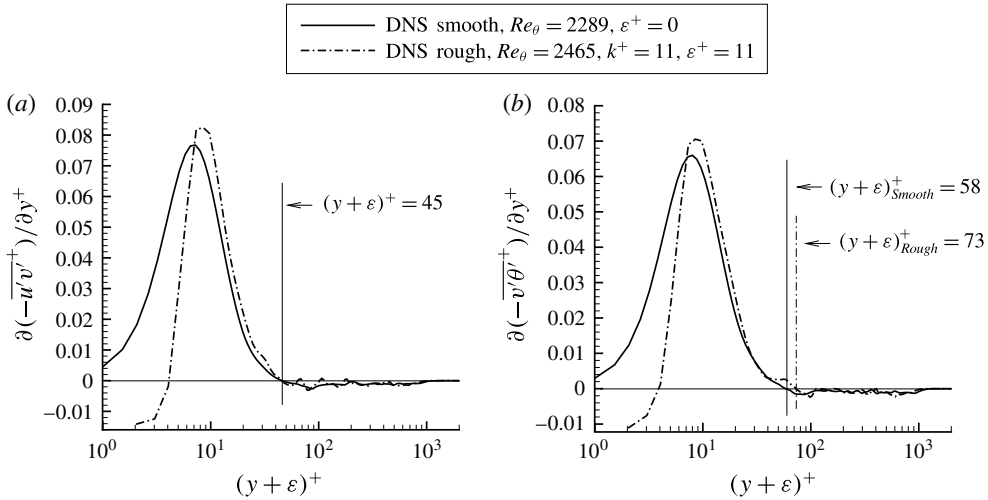 DNS smooth, Re_θ = 2289, ε⁺ = 0
DNS rough, Re_θ = 2465, k⁺ = 11, ε⁺ = 11
(a)
0.09
0.08
0.07
0.06
0.05
0.04
0.03
0.02
0.01
0
−0.01
∂(−u′v′⁺)/∂y⁺
(y + ε)⁺ = 45
10⁰
10¹
10²
10³
(y + ε)⁺
(b)
0.08
0.07
0.06
0.05
0.04
0.03
0.02
0.01
0
−0.01
∂(−v′θ′⁺)/∂y⁺
(y + ε)⁺_Smooth = 58
(y + ε)⁺_Rough = 73
10⁰
10¹
10²
10³
(y + ε)⁺